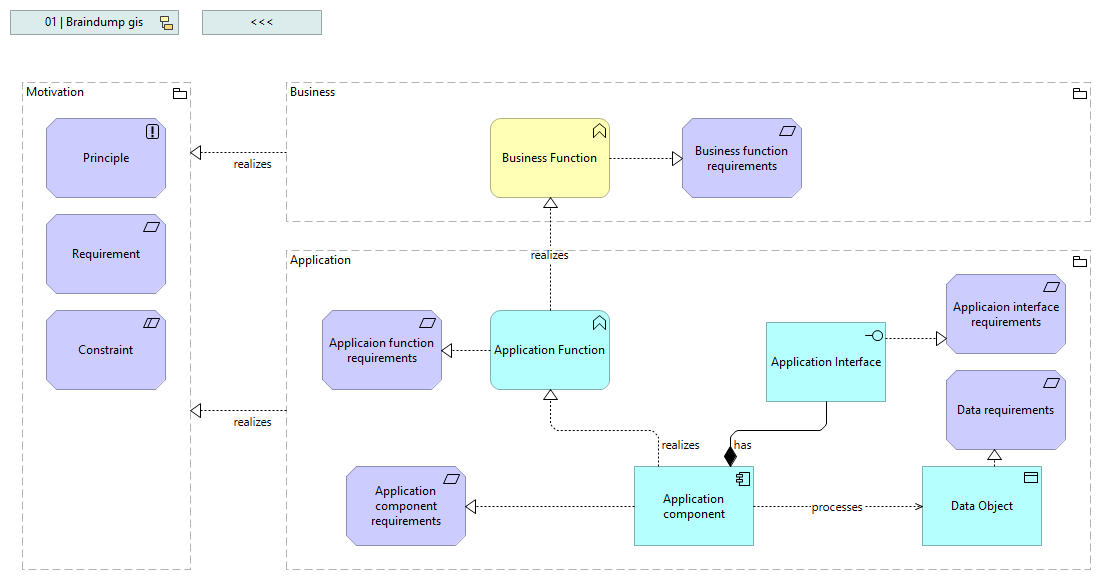 01 | Braindump gis
<<<
Motivation
Business
Principle
realizes
Business Function
Business function
requirements
Requirement
realizes
Application
Constraint
Applicaion function
requirements
Application Function
Application Interface
Applicaion interface
requirements
Data requirements
realizes
realizes
has
Application
component
requirements
Application
component
processes
Data Object